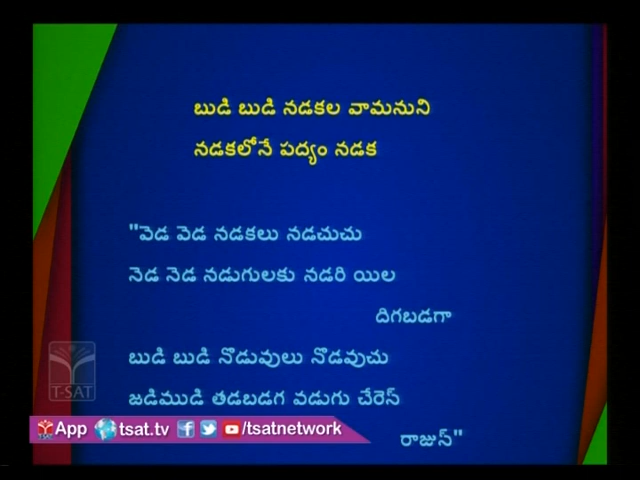 బుడి బుడి నడకల వామనుని
నడకలోనే పద్యం నడక
"వెడ వెడ నడకలు నడచుచు
నెడ నెడ నడుగులకు నడరి యిల
దిగబడగా
బుడి బుడి నొడువులు నొడవుచు
జడిముడి తడబడగ వడుగు చేరెన్
రాజున్"
T-SAT
App tsat.tv /tsatnetwork